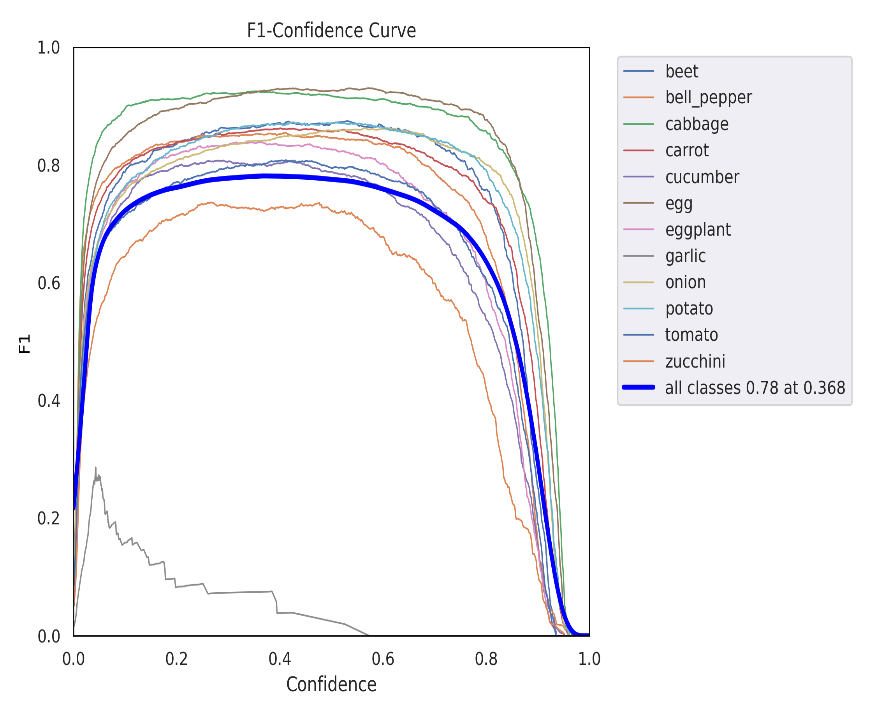 F1-Confidence Curve
1.0
0.8
0.6
0.4
0.2
0.0
F1
0.0 0.2 0.4 0.6 0.8 1.0
Confidence
beet
bell_pepper
cabbage
carrot
cucumber
egg
eggplant
garlic
onion
potato
tomato
zucchini
all classes 0.78 at 0.368